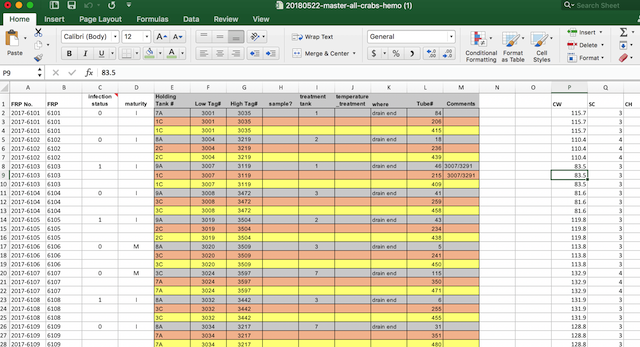 20180522-master-all-crabs-hemo (1)
Search Sheet
Home Insert Page Layout Formulas Data Review View
Paste Calibri (Body) 12 A A Wrap Text General Insert
B I U A Merge & Center $ % Conditional Formatting Format as Table Cell Styles Delete Format
P9 fx 83.5
A B C D E F G H I J K L M P Q R
infection Holding treatment temperature
1 FRP No. FRP status maturity Tank # Low Tag# High Tag# sample? tank _treatment where Tube# Comments CW SC CH
2 2017-6101 6101 0 I 7A 3001 3035 1 drain end 84 115.7 3
3 2017-6101 6101 1C 3001 3035 206 115.7 3
4 2017-6101 6101 1C 3001 3035 415 115.7 3
5 2017-6102 6102 0 I 8A 3004 3219 2 drain end 18 110.4 4
6 2017-6102 6102 2C 3004 3219 236 110.4 4
7 2017-6102 6102 2C 3004 3219 439 110.4 4
8 2017-6103 6103 1 I 9A 3007 3119 1 drain end 46 3007/3291 83.5 3
9 2017-6103 6103 1C 3007 3119 215 3007/3291 83.5 3
10 2017-6103 6103 1C 3007 3119 409 83.5 3
11 2017-6104 6104 0 I 9A 3008 3472 3 drain end 41 81.6 3
12 2017-6104 6104 3C 3008 3472 259 81.6 3
13 2017-6104 6104 3C 3008 3472 458 81.6 3
14 2017-6105 6105 1 I 9A 3019 3504 2 drain end 43 119.8 3
15 2017-6105 6105 2C 3019 3504 234 119.8 3
16 2017-6105 6105 2C 3019 3504 438 119.8 3
17 2017-6106 6106 0 M 8A 3020 3509 3 drain end 5 113.8 3
18 2017-6106 6106 3C 3020 3509 241 113.8 3
19 2017-6106 6106 3C 3020 3509 450 113.8 3
20 2017-6107 6107 0 M 3C 3024 3597 7 drain end 115 132.9 4
21 2017-6107 6107 7A 3024 3597 350 132.9 4
22 2017-6107 6107 7A 3024 3597 471 132.9 4
23 2017-6108 6108 1 I 8A 3032 3442 3 drain end 6 131.9 3
24 2017-6108 6108 3C 3032 3442 255 131.9 3
25 2017-6108 6108 3C 3032 3442 445 131.9 3
26 2017-6109 6109 0 I 8A 3034 3217 7 drain end 31 128.8 3
27 2017-6109 6109 7A 3034 3217 351 128.8 3
28 2017-6109 6109 7A 3034 3217 480 128.8 3